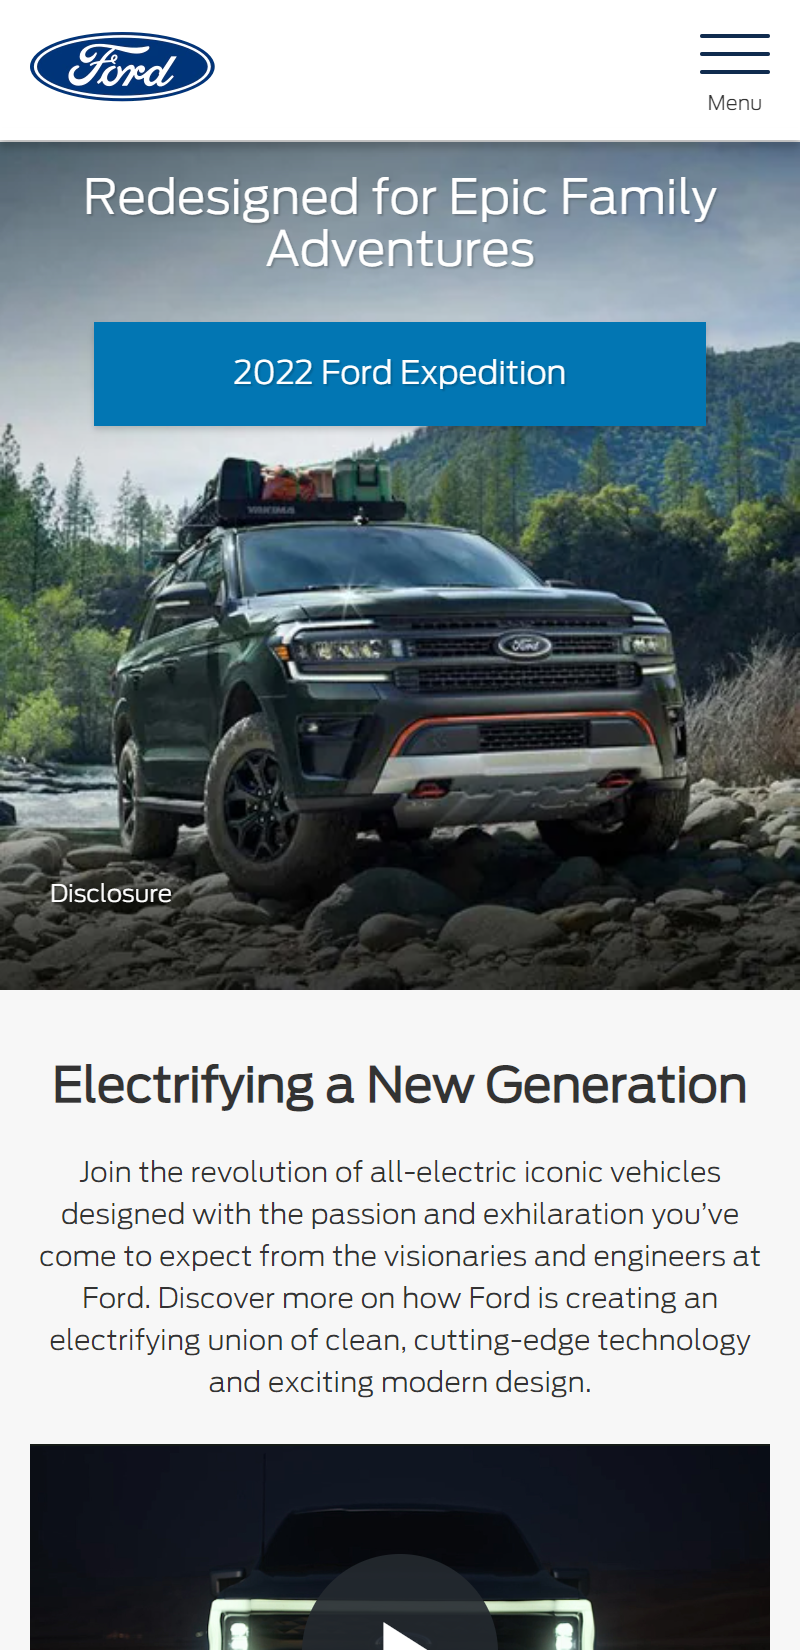 Ford
Menu
Redesigned for Epic Family
Adventures
2022 Ford Expedition
YAKIMA
Ford
Disclosure
Electrifying a New Generation
Join the revolution of all-electric iconic vehicles
designed with the passion and exhilaration you’ve
come to expect from the visionaries and engineers at
Ford. Discover more on how Ford is creating an
electrifying union of clean, cutting-edge technology
and exciting modern design.